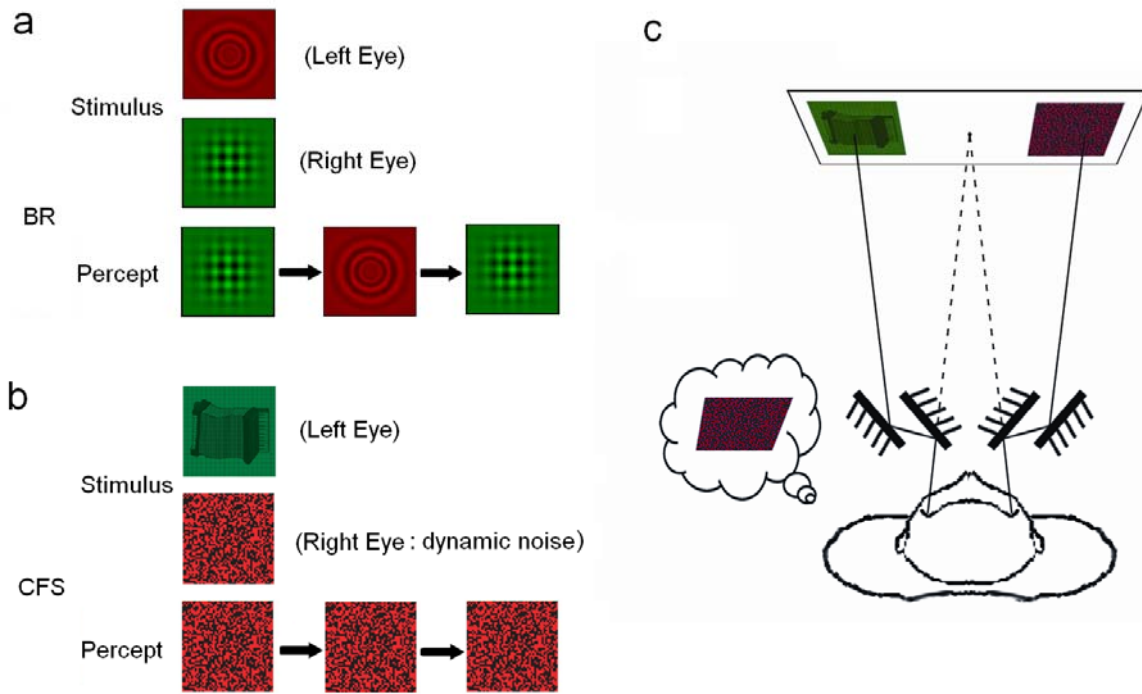 a
(Left Eye)
Stimulus
(Right Eye)
BR
Percept
b
(Left Eye)
Stimulus
(Right Eye : dynamic noise)
CFS
Percept
c